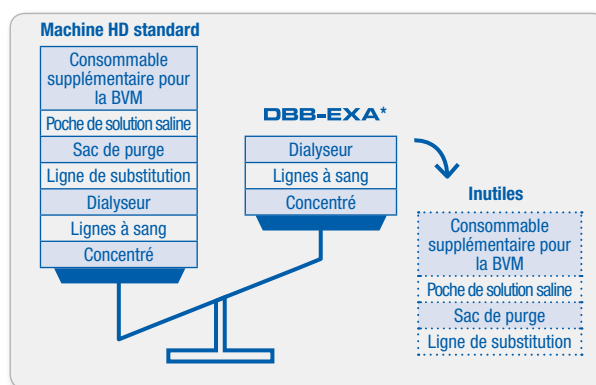 Machine HD standard
Consommable
supplémentaire pour
la BVM
Poche de solution saline
Sac de purge
Ligne de substitution
Dialyseur
Lignes à sang
Concentré
DBB-EXA*
Dialyseur
Lignes à sang
Concentré
Inutiles
Consommable
supplémentaire pour
la BVM
Poche de solution saline
Sac de purge
Ligne de substitution